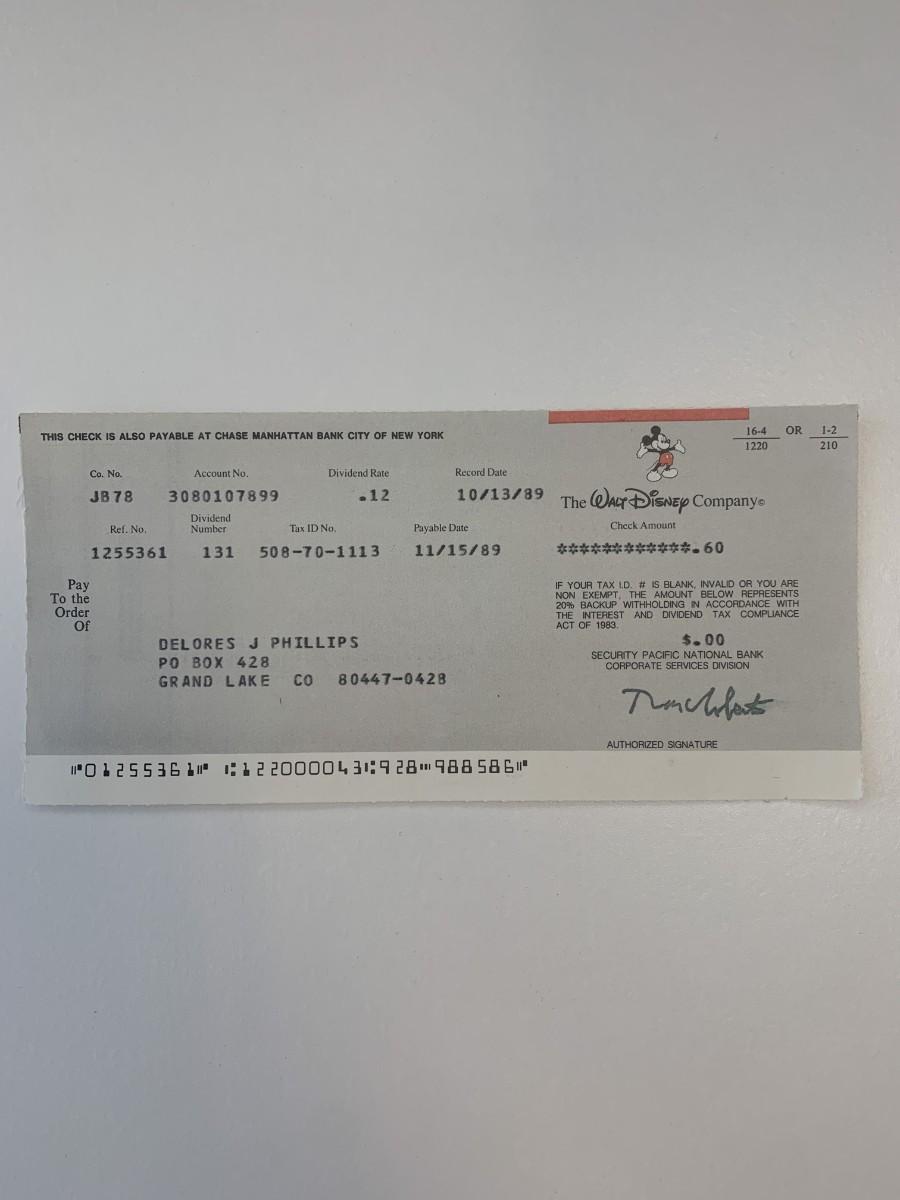 THIS CHECK IS ALSO PAYABLE AT CHASE MANHATTAN BANK CITY OF NEW YORK
16-4 OR 1-2
1220 210
Co. No. Account No. Dividend Rate Record Date
JB78 3080107899 .12 10/13/89
The WALT DISNEY Company©
Ref. No. Dividend Number Tax ID No. Payable Date
1255361 131 508-70-1113 11/15/89
Check Amount
************.60
Pay
To the
Order
Of
DELORES J PHILLIPS
PO BOX 428
GRAND LAKE CO 80447-0428
IF YOUR TAX I.D. # IS BLANK, INVALID OR YOU ARE
NON EXEMPT, THE AMOUNT BELOW REPRESENTS
20% BACKUP WITHHOLDING IN ACCORDANCE WITH
THE INTEREST AND DIVIDEND TAX COMPLIANCE
ACT OF 1983.
$.00
SECURITY PACIFIC NATIONAL BANK
CORPORATE SERVICES DIVISION
AUTHORIZED SIGNATURE
⑈01255361⑈ ⑆122000043⑆928⑉988586⑈